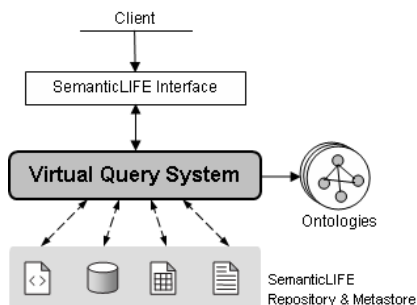 Client
SemanticLIFE Interface
Virtual Query System
Ontologies
SemanticLIFE
Repository & Metastore